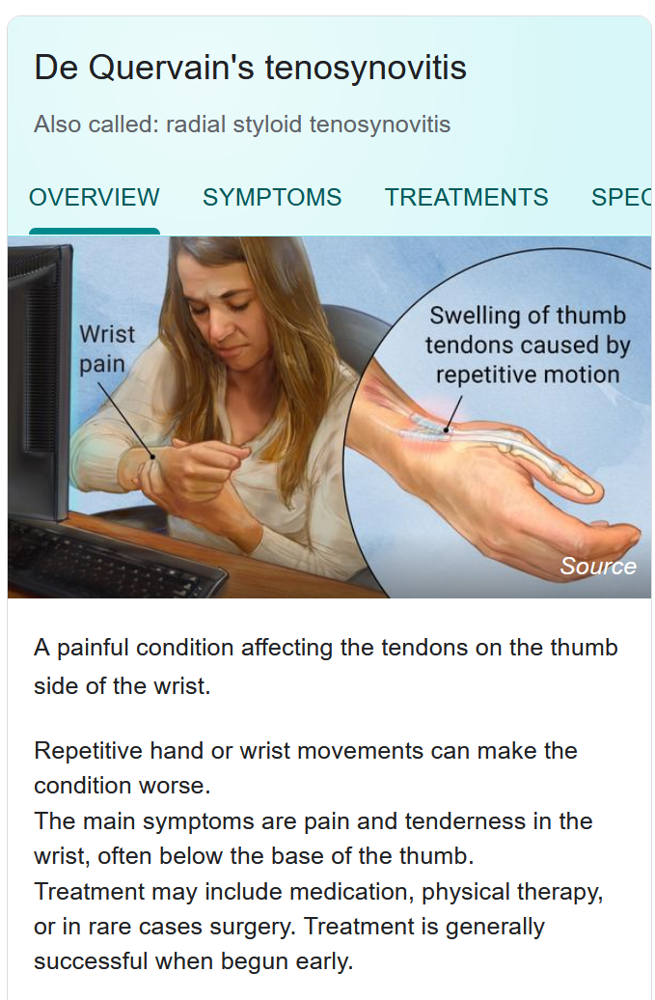 De Quervain's tenosynovitis
Also called: radial styloid tenosynovitis
OVERVIEW SYMPTOMS TREATMENTS SPEC
Wrist
pain
Swelling of thumb
tendons caused by
repetitive motion
Source
A painful condition affecting the tendons on the thumb
side of the wrist.
Repetitive hand or wrist movements can make the
condition worse.
The main symptoms are pain and tenderness in the
wrist, often below the base of the thumb.
Treatment may include medication, physical therapy,
or in rare cases surgery. Treatment is generally
successful when begun early.